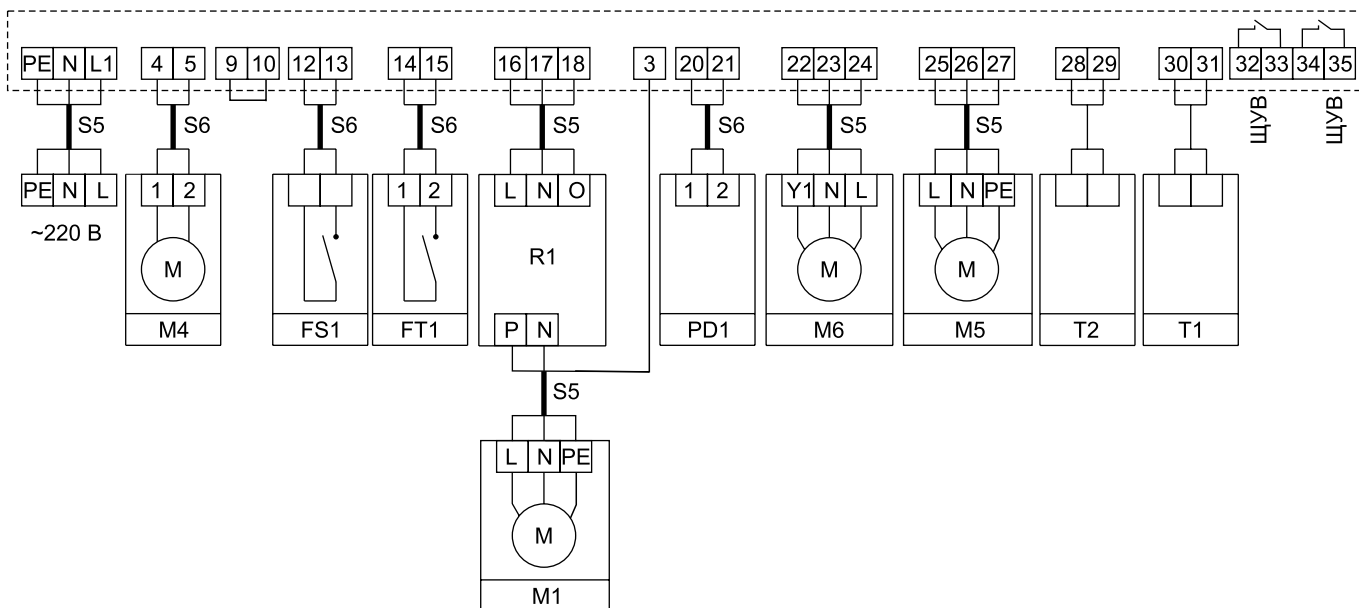 PE N L1 4 5 9 10 12 13 14 15 16 17 18 3 20 21 22 23 24 25 26 27 28 29 30 31 32 33 34 35
S5 S6 S6 S6 S5 S6 S5 S5 ЩУВ ЩУВ
PE N L 1 2 1 2 L N O 1 2 Y1 N L L N PE
~220 В
R1
M M M
P N
M4 FS1 FT1 PD1 M6 M5 T2 T1
S5
L N PE
M
M1